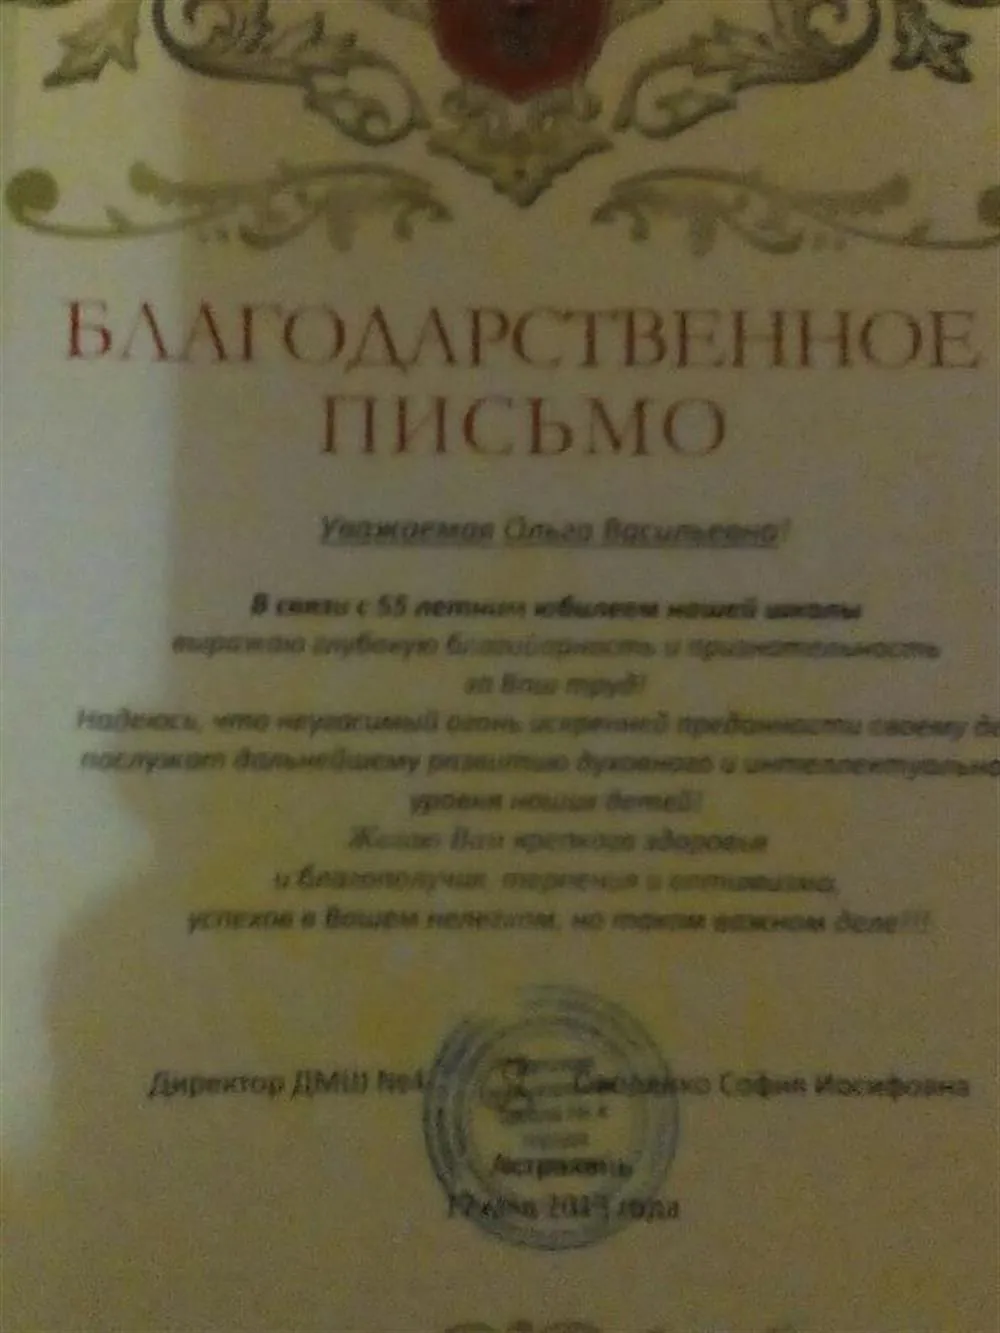 БЛАГОДАРСТВЕННОЕ
ПИСЬМО
Уважаемая Ольга Васильевна!
В связи с 55 летним юбилеем нашей школы
выражаю глубокую благодарность и признательность
за Ваш труд!
Надеюсь, что неугасимый огонь искренней преданности своему
послужат дальнейшему развитию духовного и
уровня наших детей!
Желаю Вам крепкого здоровья
и благополучия, терпения и оптимизма,
успехов в Вашем нелегком, но таком важном деле!!!
Директор ДМШ София Иосифовна
Астрахань
года